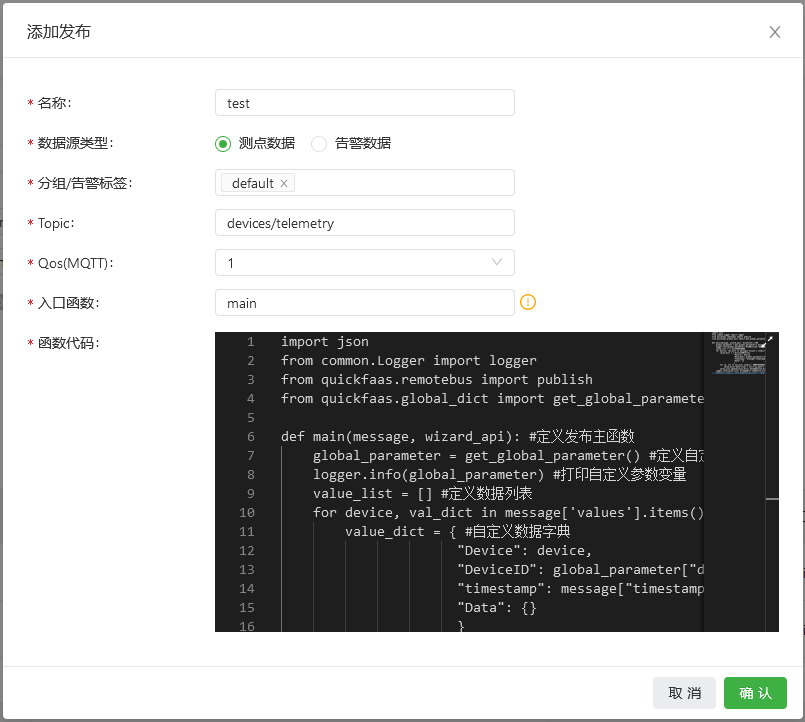 添加发布
* 名称: test
* 数据源类型: 测点数据 告警数据
* 分组/告警标签: default
* Topic: devices/telemetry
* Qos(MQTT): 1
* 入口函数: main
* 函数代码:
1 import json
2 from common.Logger import logger
3 from quickfaas.remotebus import publish
4 from quickfaas.global_dict import get_global_paramete
5
6 def main(message, wizard_api): #定义发布主函数
7 global_parameter = get_global_parameter() #定义自定
8 logger.info(global_parameter) #打印自定义参数变量
9 value_list = [] #定义数据列表
10 for device, val_dict in message['values'].items()
11 value_dict = { #自定义数据字典
12 "Device": device,
13 "DeviceID": global_parameter["d
14 "timestamp": message["timestamp
15 "Data": {}
16 }
取 消 确 认